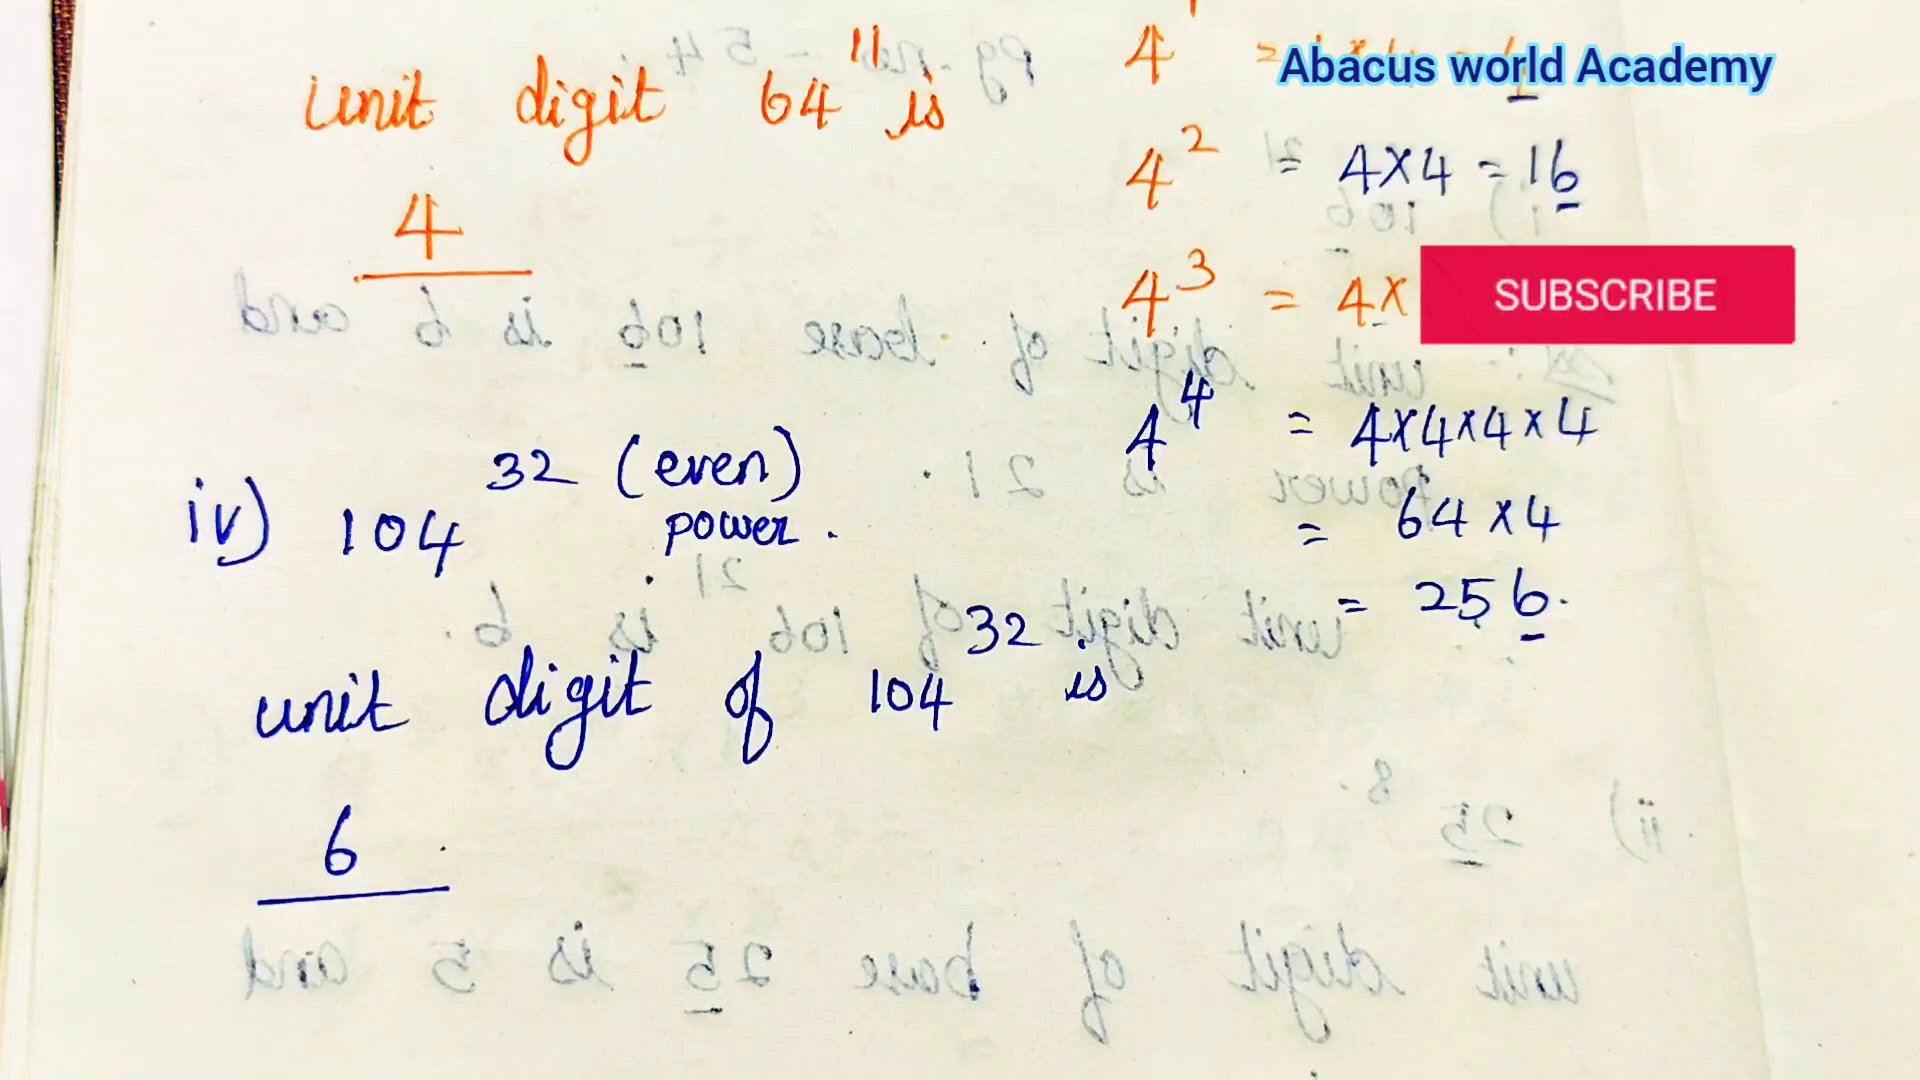 Abacus world Academy
unit digit 64^11 is
4
4
4^2 = 4×4 = 16
4^3 = 4×
SUBSCRIBE
4^4 = 4×4×4×4
= 64×4
= 256.
iv) 104^32 (even)
power.
unit digit of 104^32 is
6